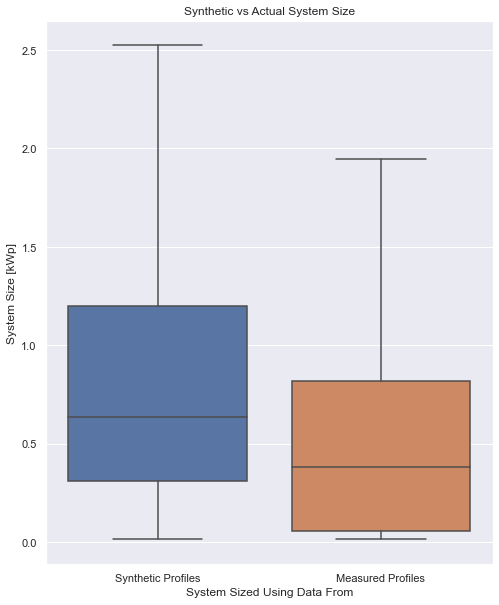 Synthetic vs Actual System Size
System Size [kWp]
2.5
2.0
1.5
1.0
0.5
0.0
Synthetic Profiles
Measured Profiles
System Sized Using Data From